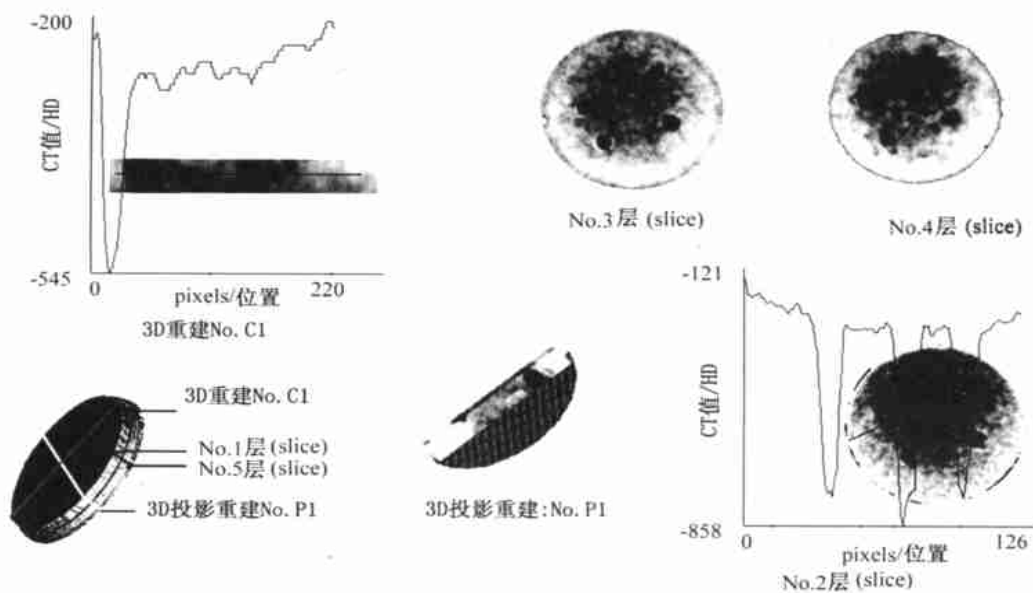 -200
CT值/HD
-545
0
220
pixels/位置
3D重建No. C1
No.3层 (slice)
No.4层 (slice)
3D重建No. C1
No.1层 (slice)
No.5层 (slice)
3D投影重建No. P1
3D投影重建:No. P1
-121
CT值/HD
-858
0
126
pixels/位置
No.2层 (slice)